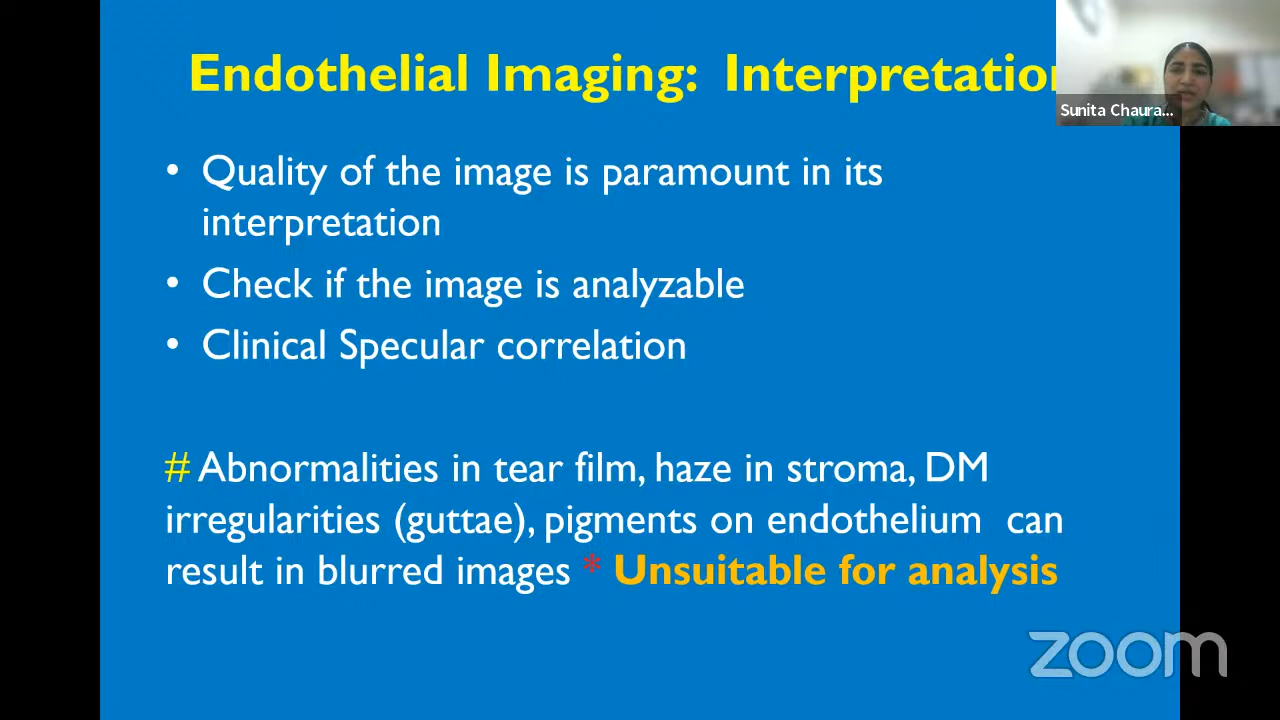 Endothelial Imaging: Interpretation
Sunita Chaura...
• Quality of the image is paramount in its
interpretation
• Check if the image is analyzable
• Clinical Specular correlation
# Abnormalities in tear film, haze in stroma, DM
irregularities (guttae), pigments on endothelium can
result in blurred images * Unsuitable for analysis
zoom